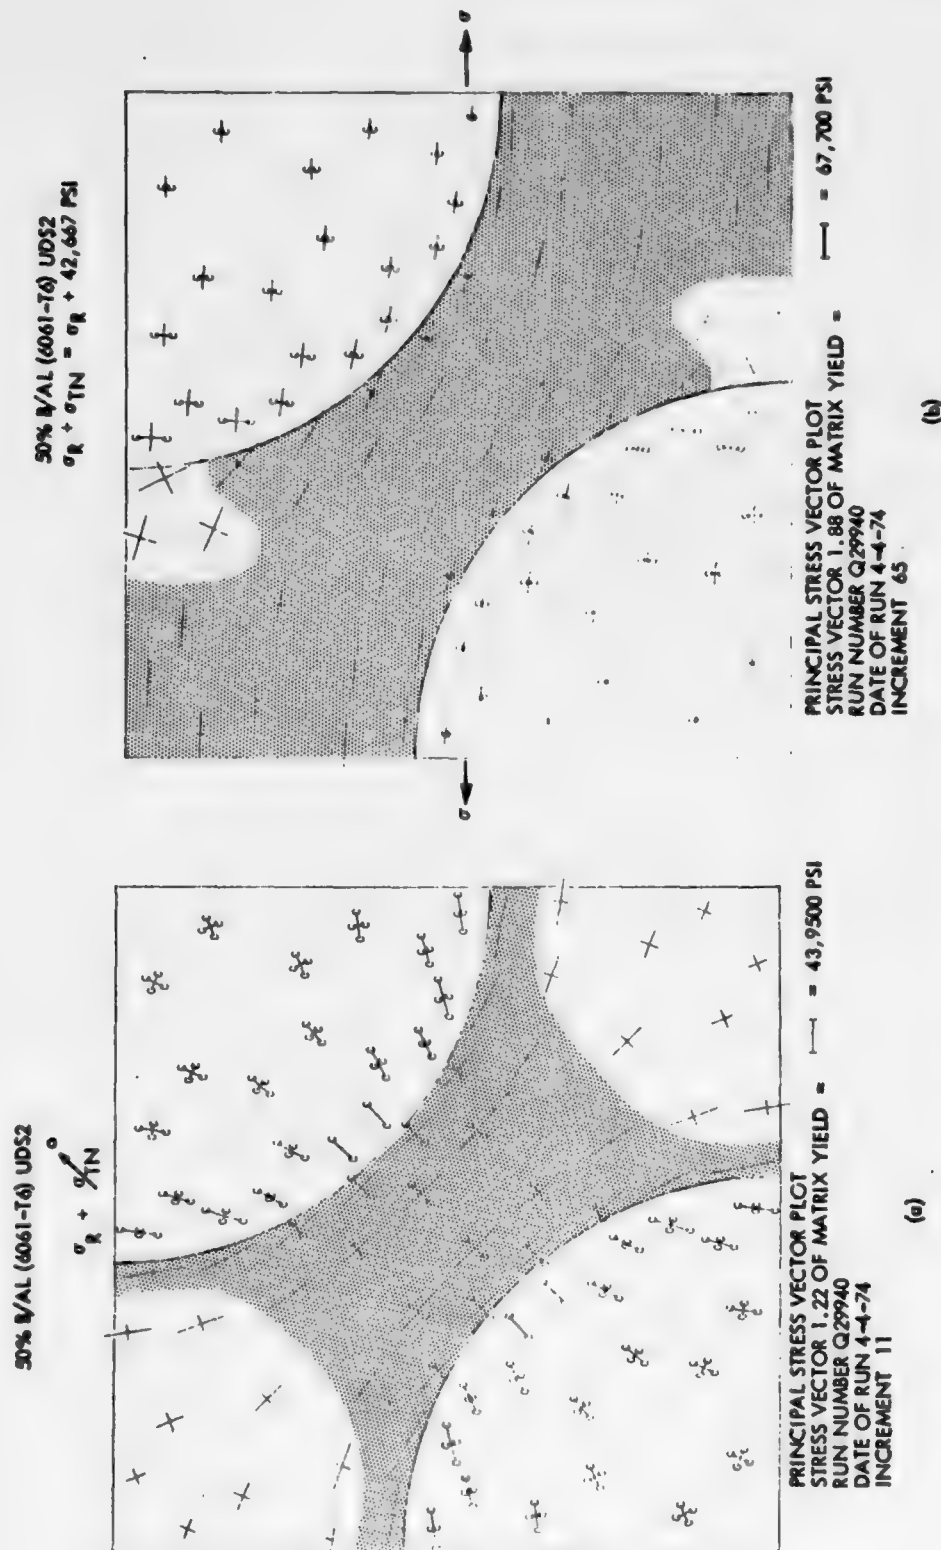 50% B/AL (6061-T6) UDS2
σR + σTN = σR + 42,667 PSI
σ
σ
PRINCIPAL STRESS VECTOR PLOT
STRESS VECTOR 1.88 OF MATRIX YIELD = = 67,700 PSI
RUN NUMBER Q29940
DATE OF RUN 4-4-74
INCREMENT 65
(b)
50% B/AL (6061-T6) UDS2
σR + σTN 0
PRINCIPAL STRESS VECTOR PLOT
STRESS VECTOR 1.22 OF MATRIX YIELD = = 43,9500 PSI
RUN NUMBER Q29940
DATE OF RUN 4-4-74
INCREMENT 11
(a)